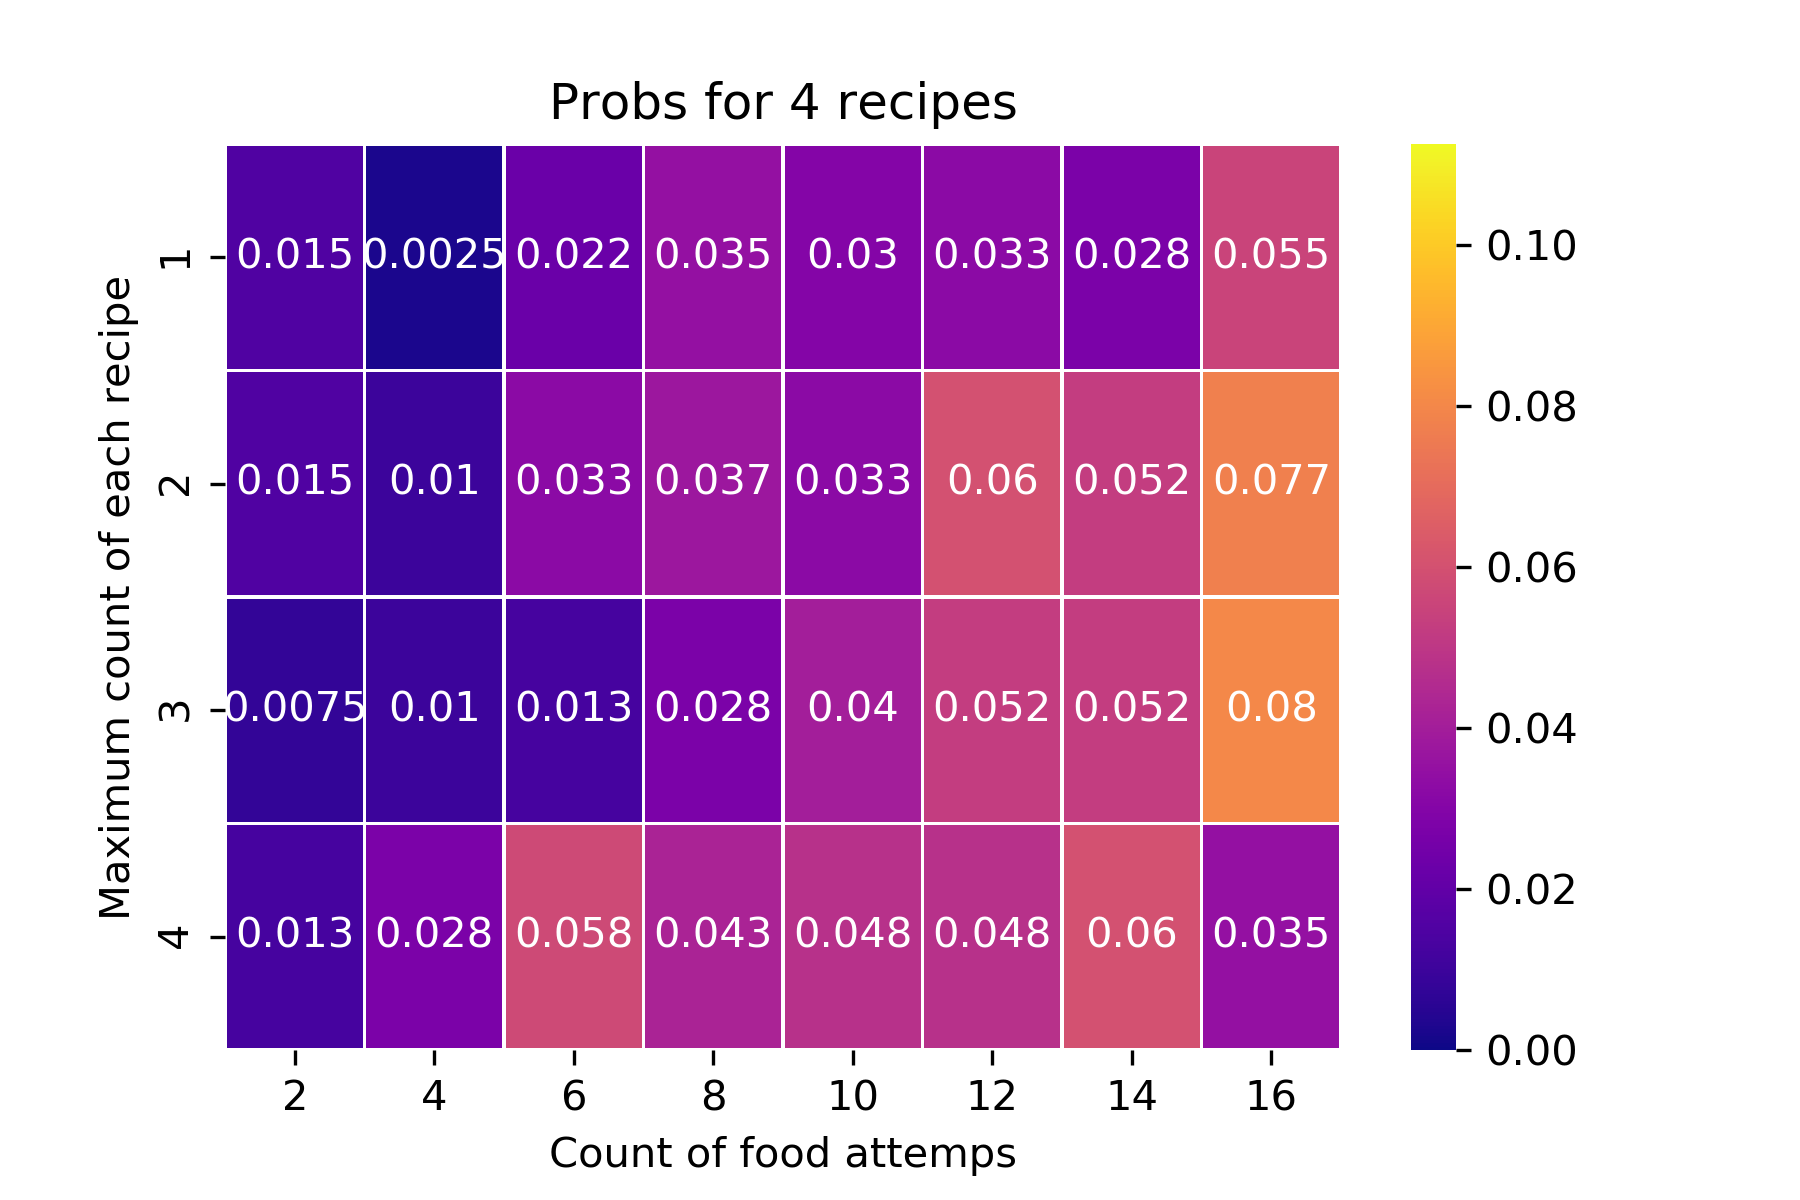 Probs for 4 recipes
Maximum count of each recipe
1 0.015 0.0025 0.022 0.035 0.03 0.033 0.028 0.055
2 0.015 0.01 0.033 0.037 0.033 0.06 0.052 0.077
3 0.0075 0.01 0.013 0.028 0.04 0.052 0.052 0.08
4 0.013 0.028 0.058 0.043 0.048 0.048 0.06 0.035
2 4 6 8 10 12 14 16
Count of food attemps
0.10
0.08
0.06
0.04
0.02
0.00